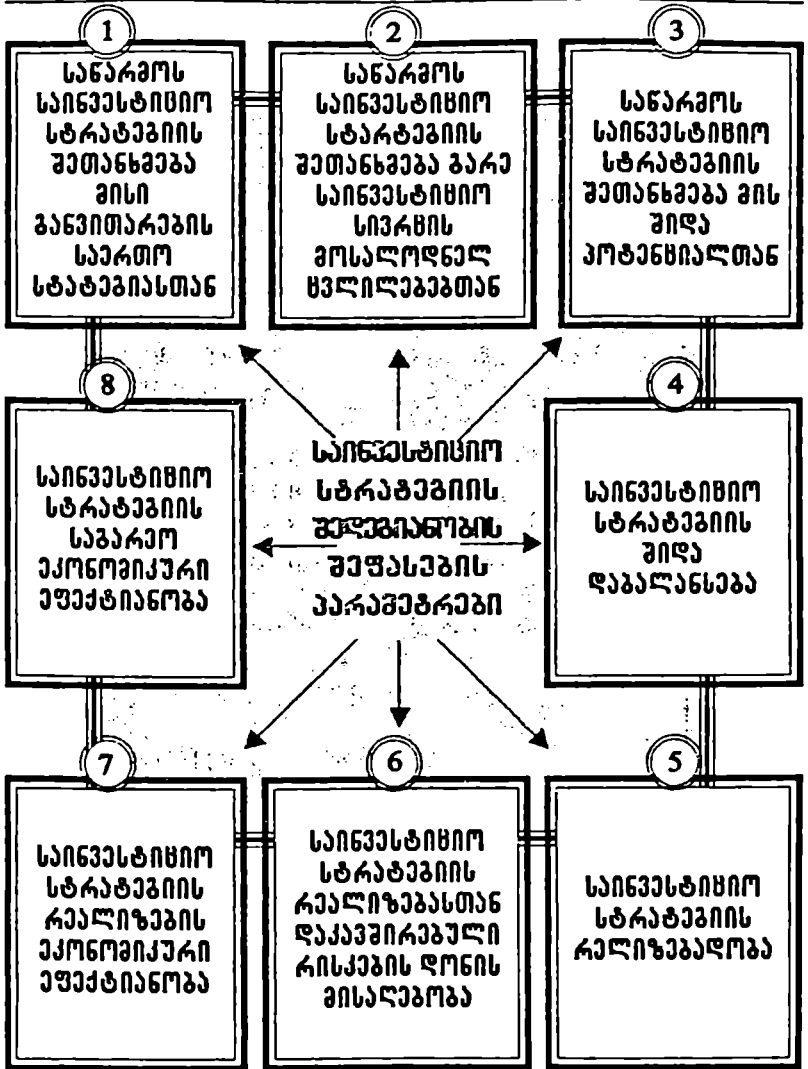 1
საწარმოს
საინვესტიციო
სტრატეგიის
შეთანხმება
მისი
განვითარების
საერთო
სტატეგიასთან
2
საწარმოს
საინვესტიციო
სტარტეგიის
შეთანხმება გარე
საინვესტიციო
სივრცის
მოსალოდნელ
ცვლილებებთან
3
საწარმოს
საინვესტიციო
სტრატეგიის
შეთანხმება მის
შიდა
პოტენციალთან
8
საინვესტიციო
სტრატეგიის
საგარეო
ეკონომიკური
ეფექტიანობა
საინვესტიციო
სტრატეგიის
შედეგიანობის
შეფასების
პარამეტრები
4
საინვესტიციო
სტრატეგიის
შიდა
დაბალანსება
7
საინვესტიციო
სტრატეგიის
რეალიზების
ეკონომიკური
ეფექტიანობა
6
საინვესტიციო
სტრატეგიის
რეალიზებასთან
დაკავშირებული
რისკების დონის
მისაღებობა
5
საინვესტიციო
სტრატეგიის
რელიზებადობა